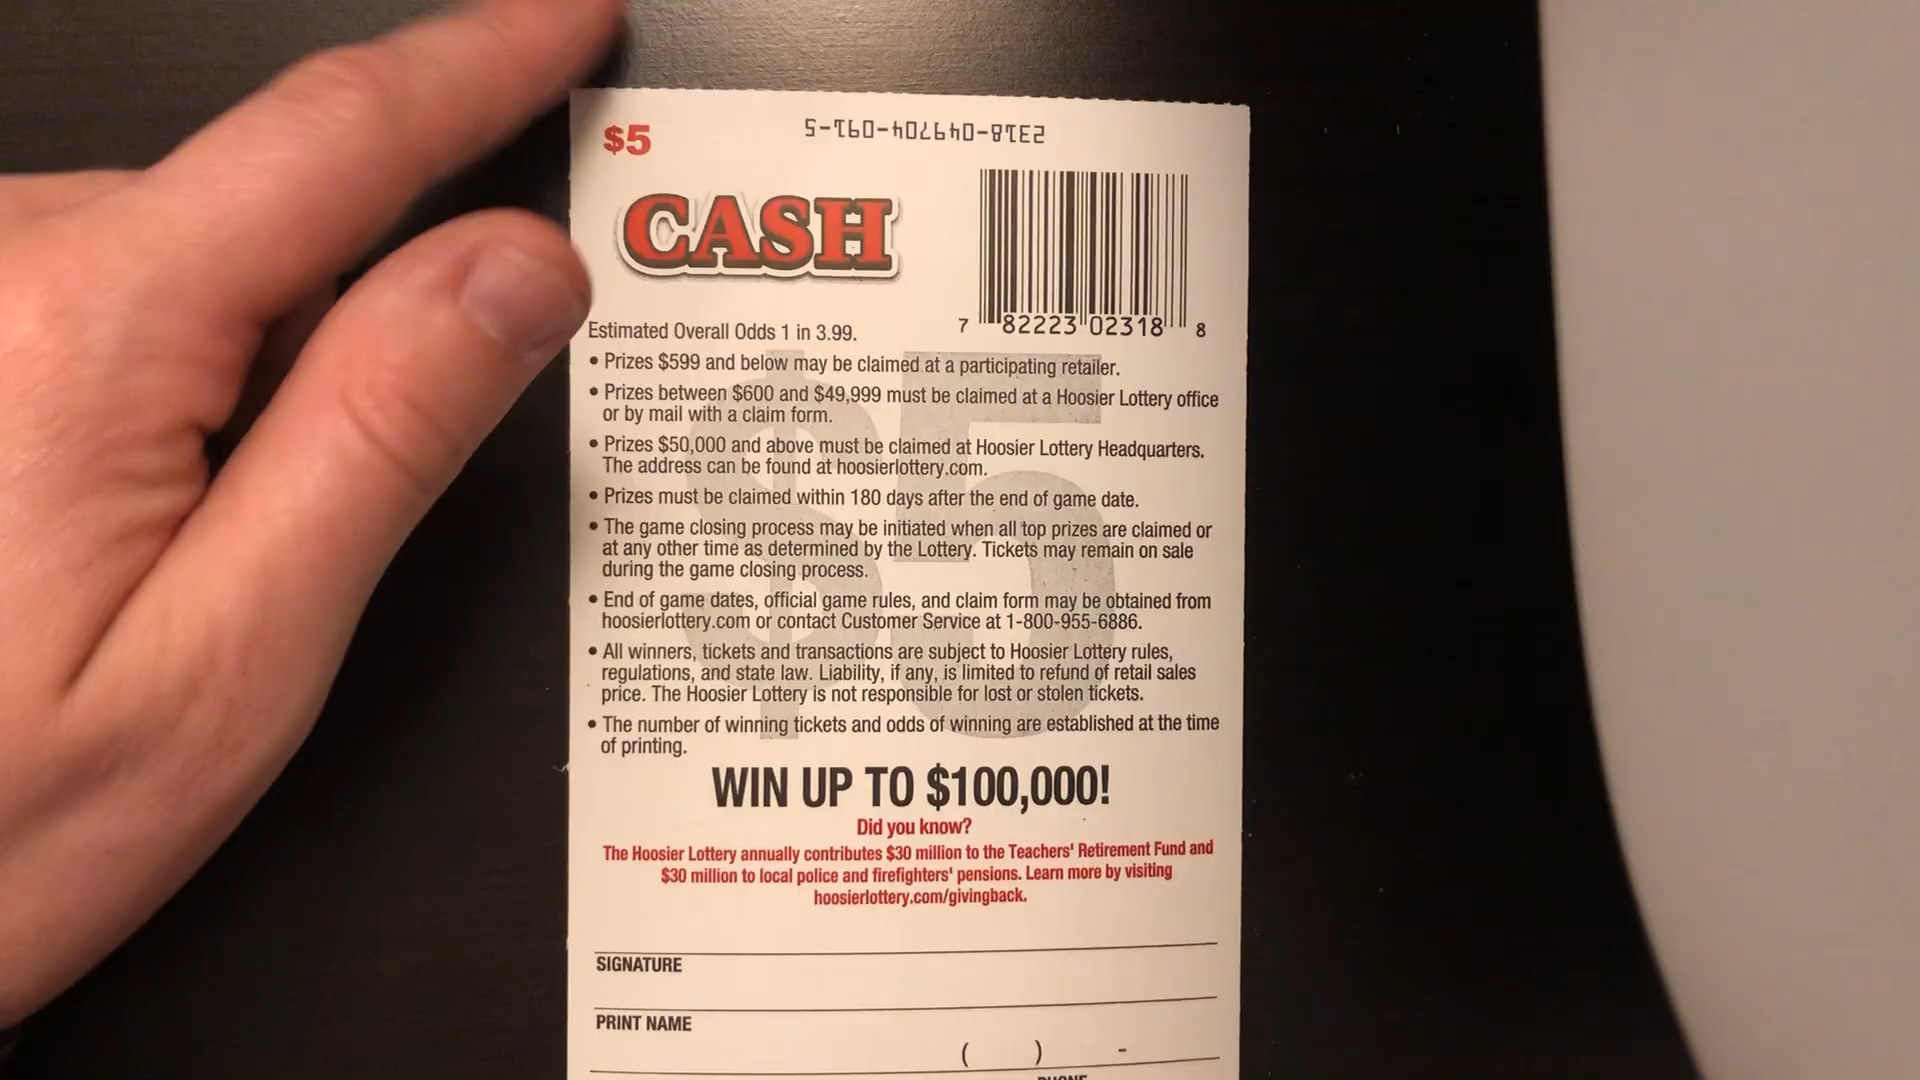 $5
2318-049704-091-5
CASH
7 82223 02318 8
Estimated Overall Odds 1 in 3.99.
• Prizes $599 and below may be claimed at a participating retailer.
• Prizes between $600 and $49,999 must be claimed at a Hoosier Lottery office
or by mail with a claim form.
• Prizes $50,000 and above must be claimed at Hoosier Lottery Headquarters.
The address can be found at hoosierlottery.com.
• Prizes must be claimed within 180 days after the end of game date.
• The game closing process may be initiated when all top prizes are claimed or
at any other time as determined by the Lottery. Tickets may remain on sale
during the game closing process.
• End of game dates, official game rules, and claim form may be obtained from
hoosierlottery.com or contact Customer Service at 1-800-955-6886.
• All winners, tickets and transactions are subject to Hoosier Lottery rules,
regulations, and state law. Liability, if any, is limited to refund of retail sales
price. The Hoosier Lottery is not responsible for lost or stolen tickets.
• The number of winning tickets and odds of winning are established at the time
of printing.
$5
WIN UP TO $100,000!
Did you know?
The Hoosier Lottery annually contributes $30 million to the Teachers' Retirement Fund and
$30 million to local police and firefighters' pensions. Learn more by visiting
hoosierlottery.com/givingback.
SIGNATURE
PRINT NAME
( ) -
PHONE